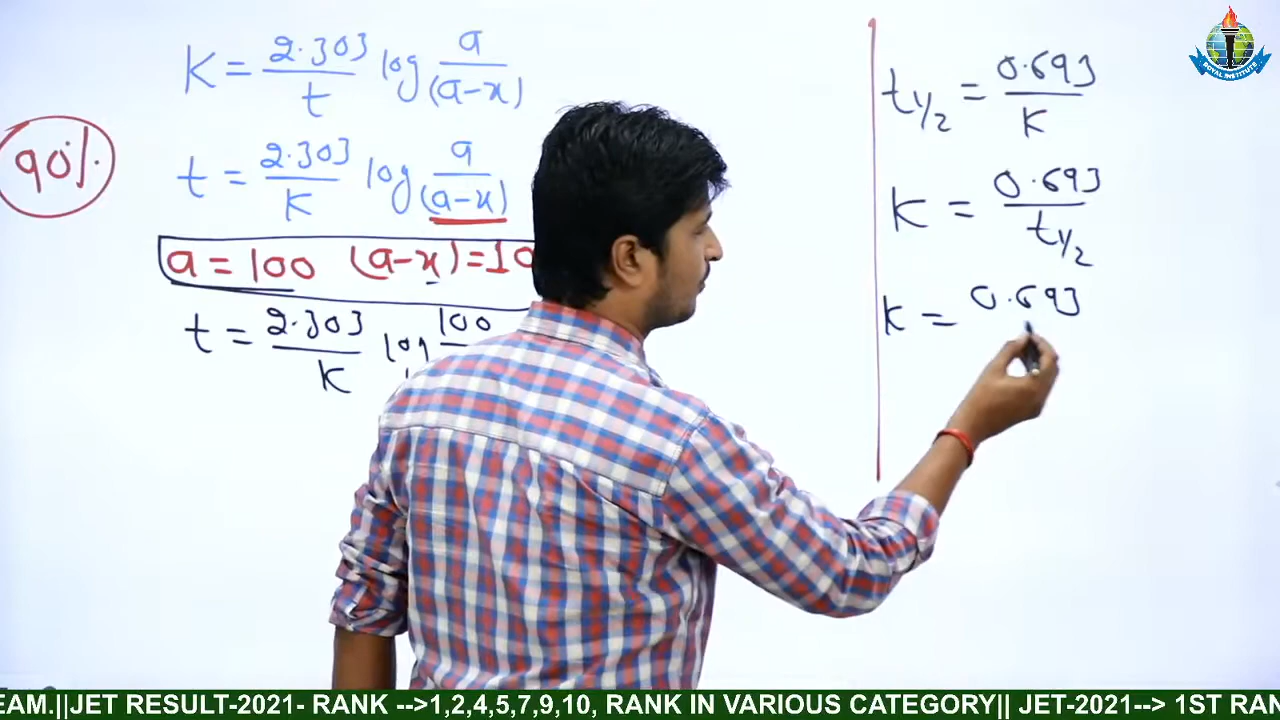 K = 2.303/t log a/(a-x)
90%.
t = 2.303/K log a/(a-x)
a = 100 (a-x)=10
t = 2.303/K log 100
t1/2 = 0.693/K
K = 0.693/t1/2
K = 0.693
ROYAL INSTITUTE
EAM.||JET RESULT-2021- RANK -->1,2,4,5,7,9,10, RANK IN VARIOUS CATEGORY|| JET-2021--> 1ST RAN